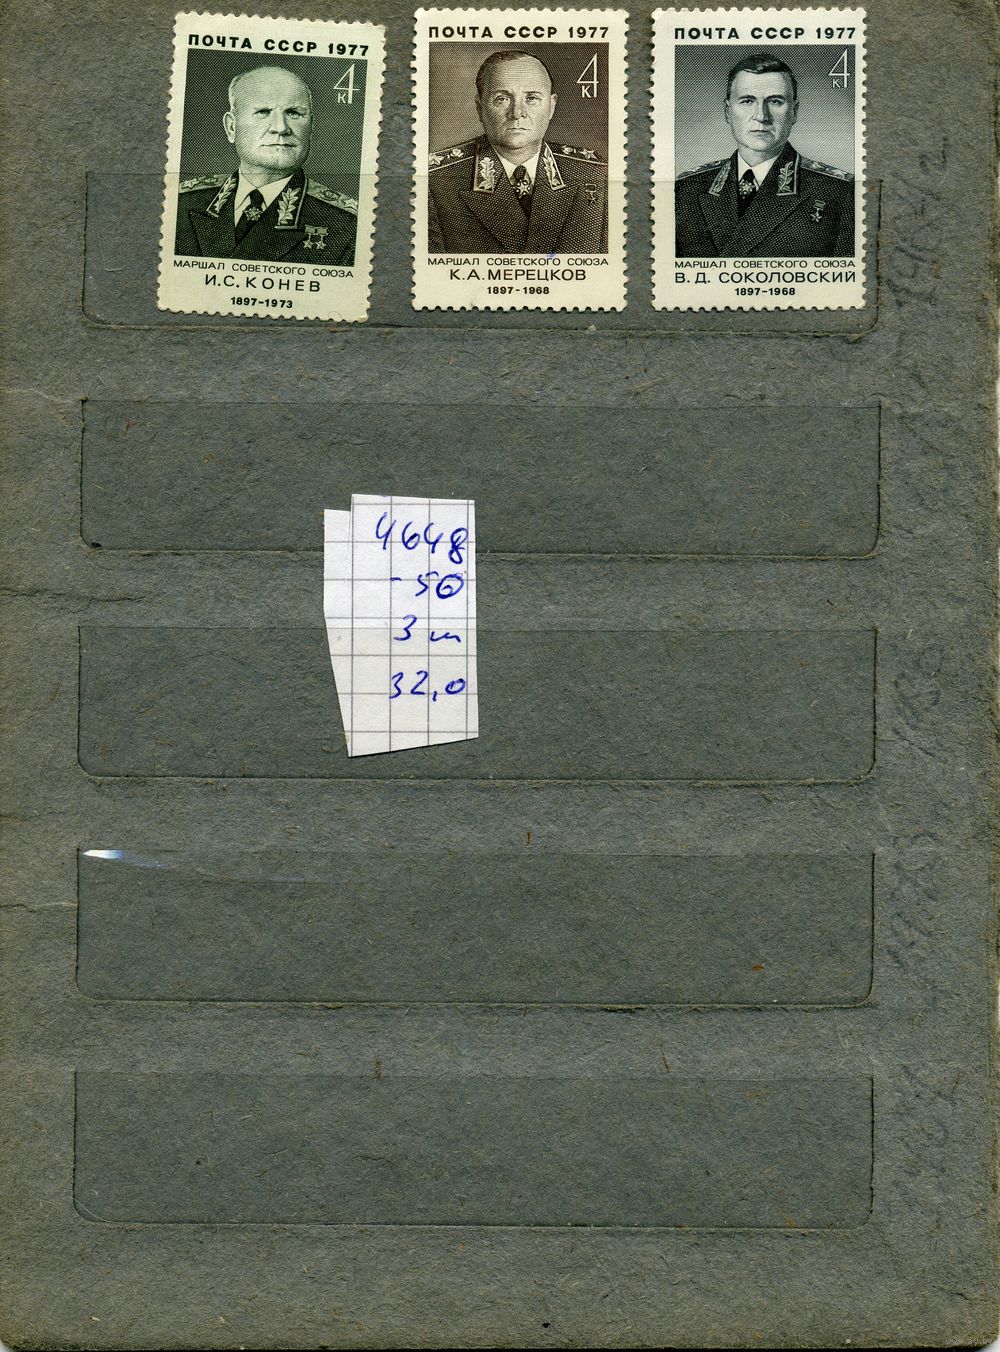 ПОЧТА СССР 1977
4
К
МАРШАЛ СОВЕТСКОГО СОЮЗА
И.С. КОНЕВ
1897-1973
ПОЧТА СССР 1977
4
К
МАРШАЛ СОВЕТСКОГО СОЮЗА
К.А. МЕРЕЦКОВ
1897-1968
ПОЧТА СССР 1977
4
К
МАРШАЛ СОВЕТСКОГО СОЮЗА
В.Д. СОКОЛОВСКИЙ
1897-1968
4648
-50
3 ш
32,0